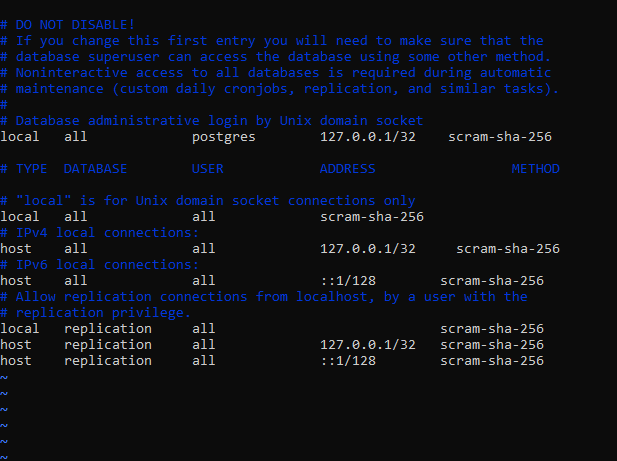 # DO NOT DISABLE!
# If you change this first entry you will need to make sure that the
# database superuser can access the database using some other method.
# Noninteractive access to all databases is required during automatic
# maintenance (custom daily cronjobs, replication, and similar tasks).
#
# Database administrative login by Unix domain socket
local   all             postgres        127.0.0.1/32    scram-sha-256
# TYPE  DATABASE        USER            ADDRESS                 METHOD
# "local" is for Unix domain socket connections only
local   all             all             scram-sha-256
# IPv4 local connections:
host    all             all             127.0.0.1/32     scram-sha-256
# IPv6 local connections:
host    all             all             ::1/128        scram-sha-256
# Allow replication connections from localhost, by a user with the
# replication privilege.
local   replication     all                            scram-sha-256
host    replication     all             127.0.0.1/32   scram-sha-256
host    replication     all             ::1/128        scram-sha-256
~
~
~
~
~
~